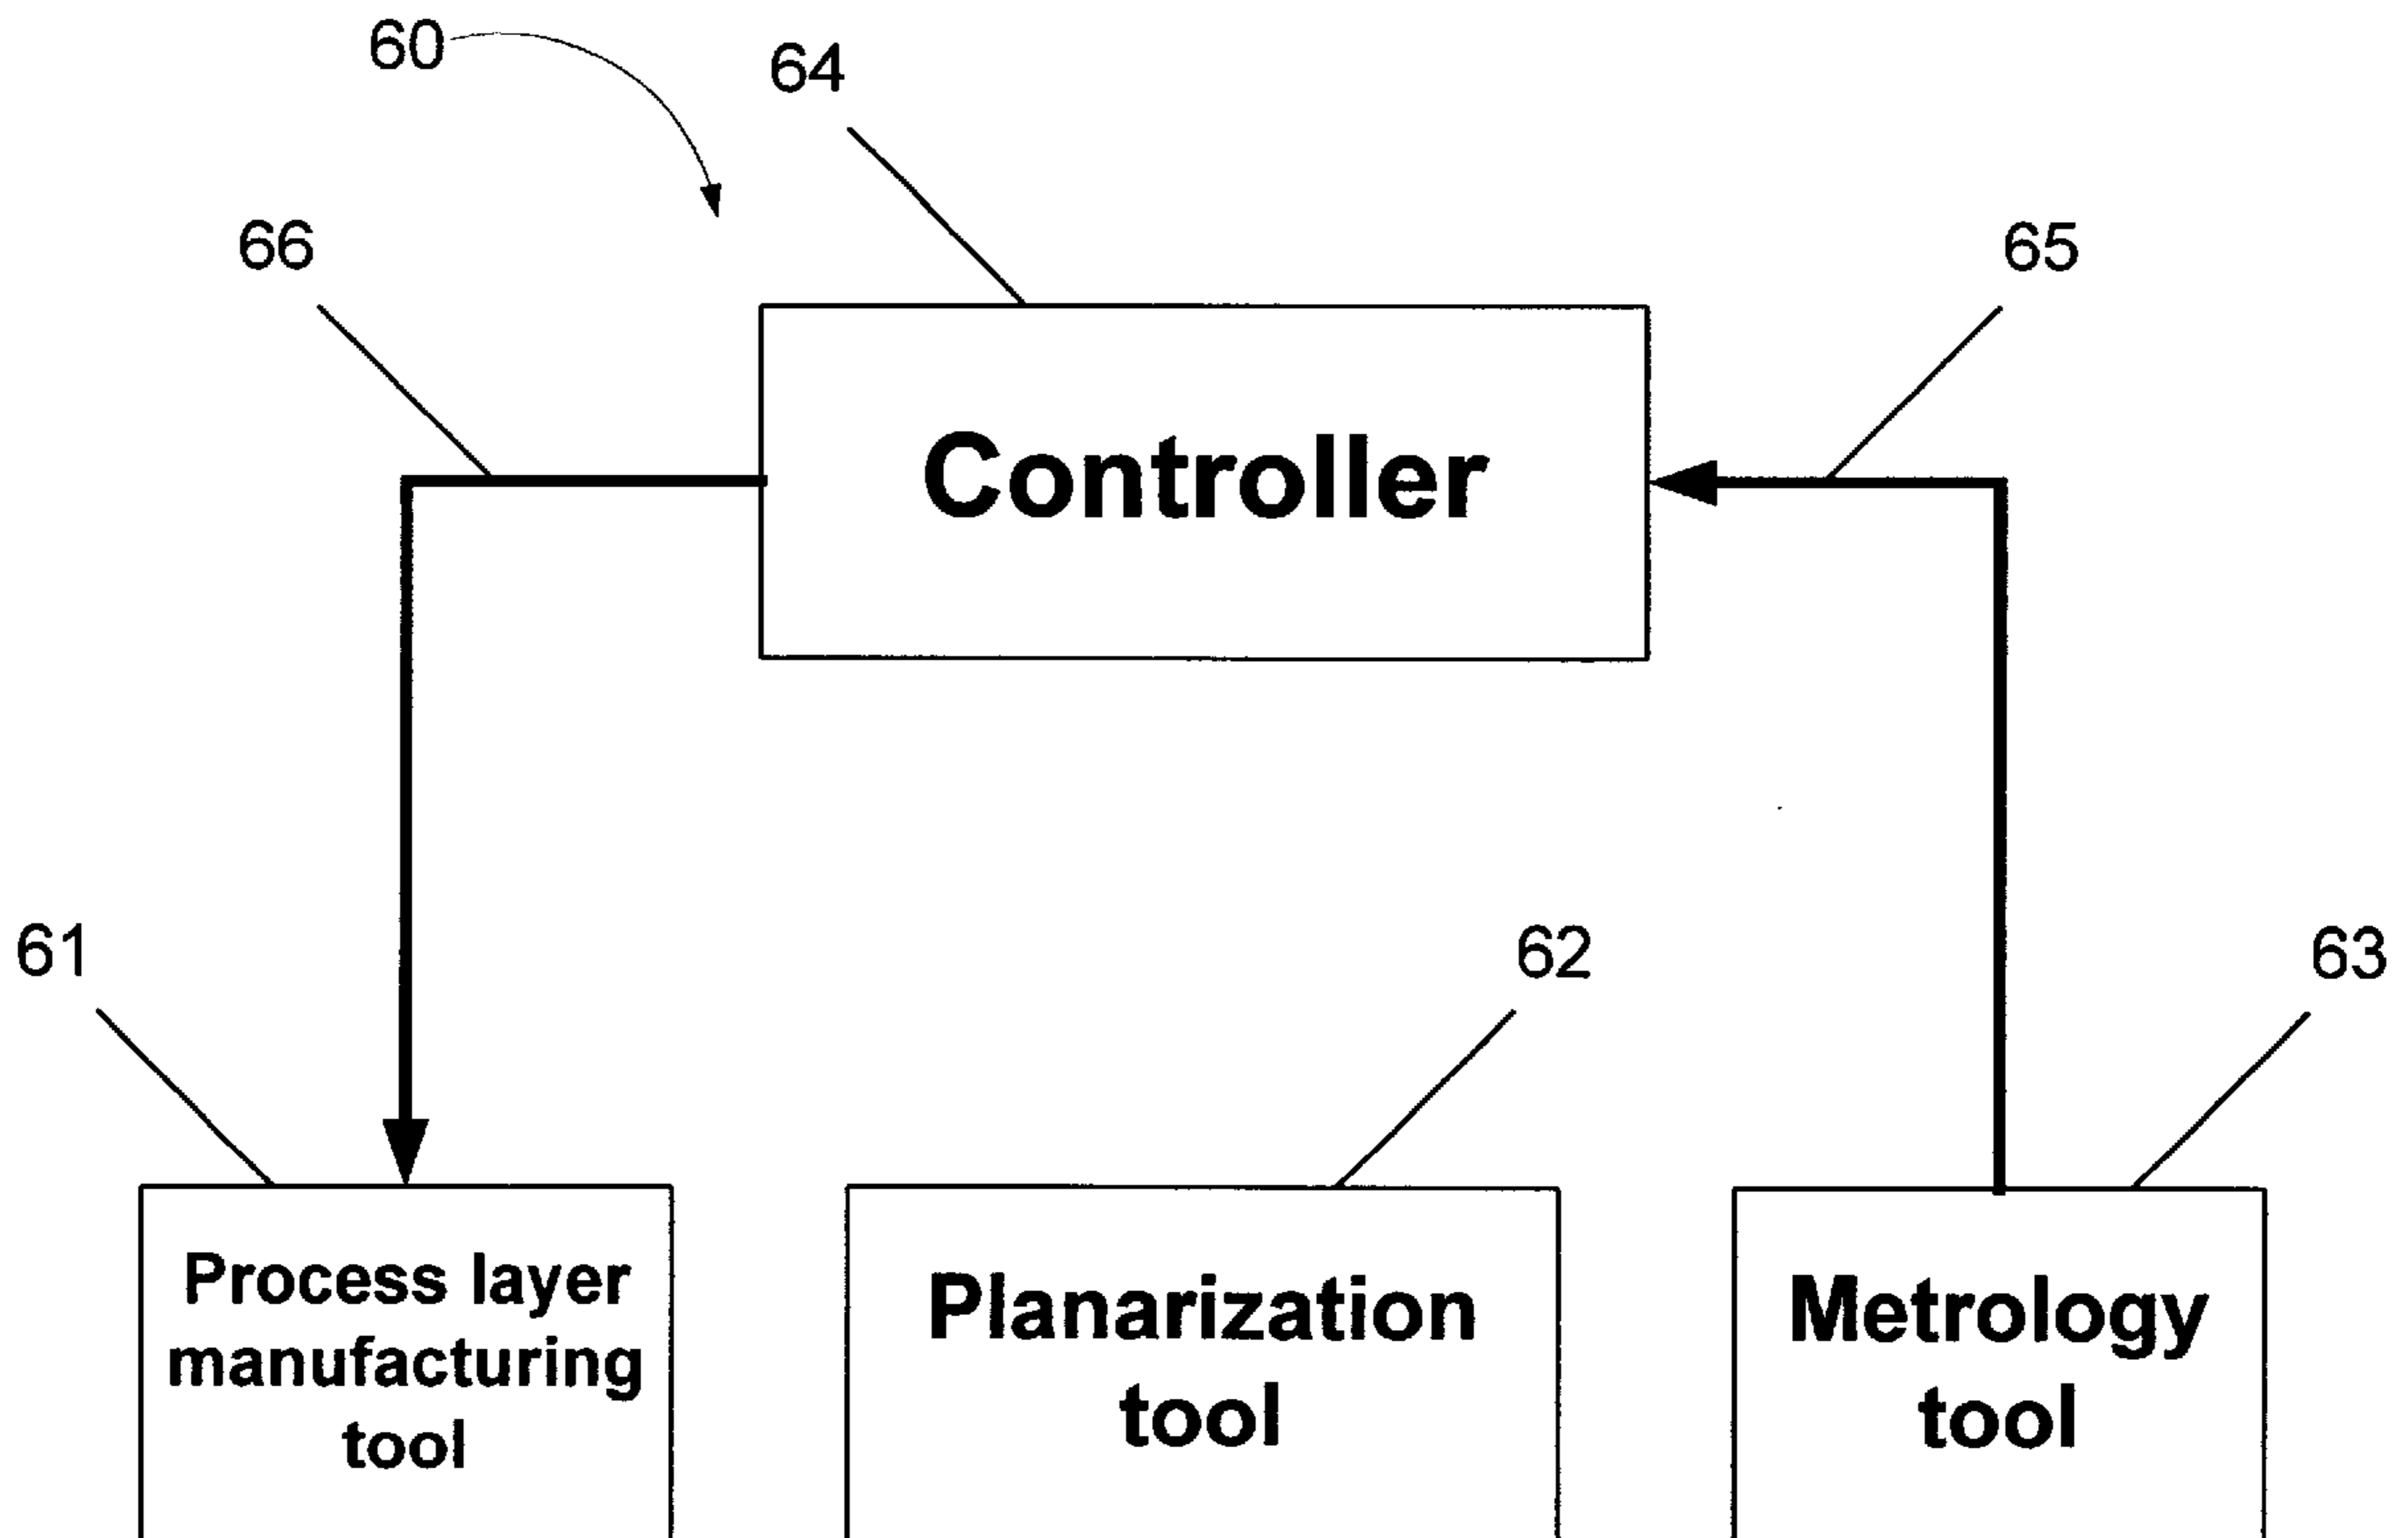 60
64
66
65
Controller
61
62
63
Process layer
manufacturing
tool
Planarization
tool
Metrology
tool